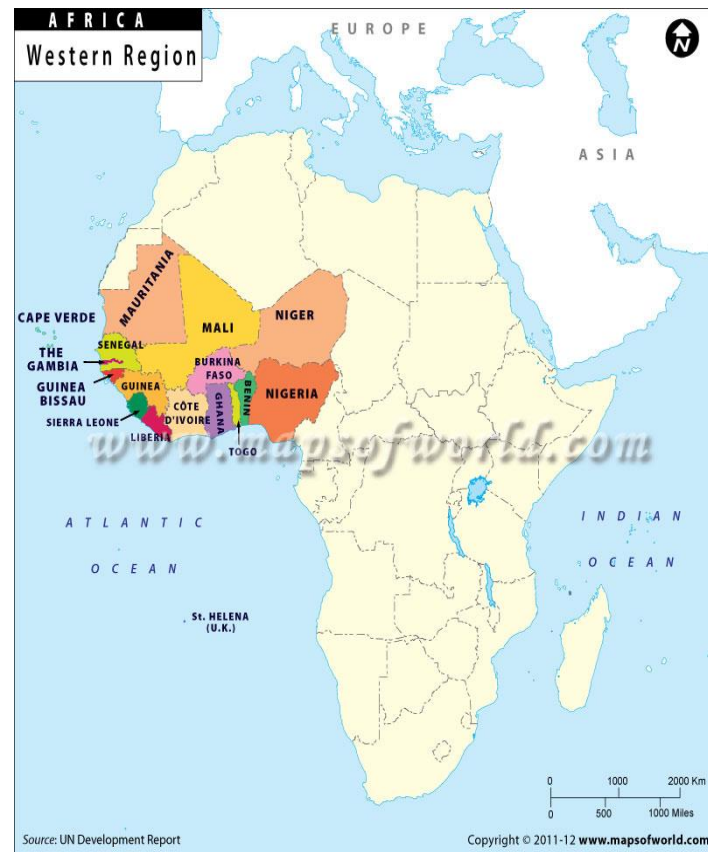 AFRICA
Western Region
EUROPE
N
ASIA
MAURITANIA
MALI
NIGER
CAPE VERDE
SENEGAL
THE
GAMBIA
GUINEA
BISSAU
GUINEA
BURKINA
FASO
BENIN
NIGERIA
SIERRA LEONE
CÔTE
D'IVOIRE
GHANA
LIBERIA
TOGO
www.mapsofworld.com
ATLANTIC
OCEAN
INDIAN
OCEAN
St. HELENA
(U.K.)
0 1000 2000 Km
0 500 1000 Miles
Source: UN Development Report
Copyright © 2011-12 www.mapsofworld.com